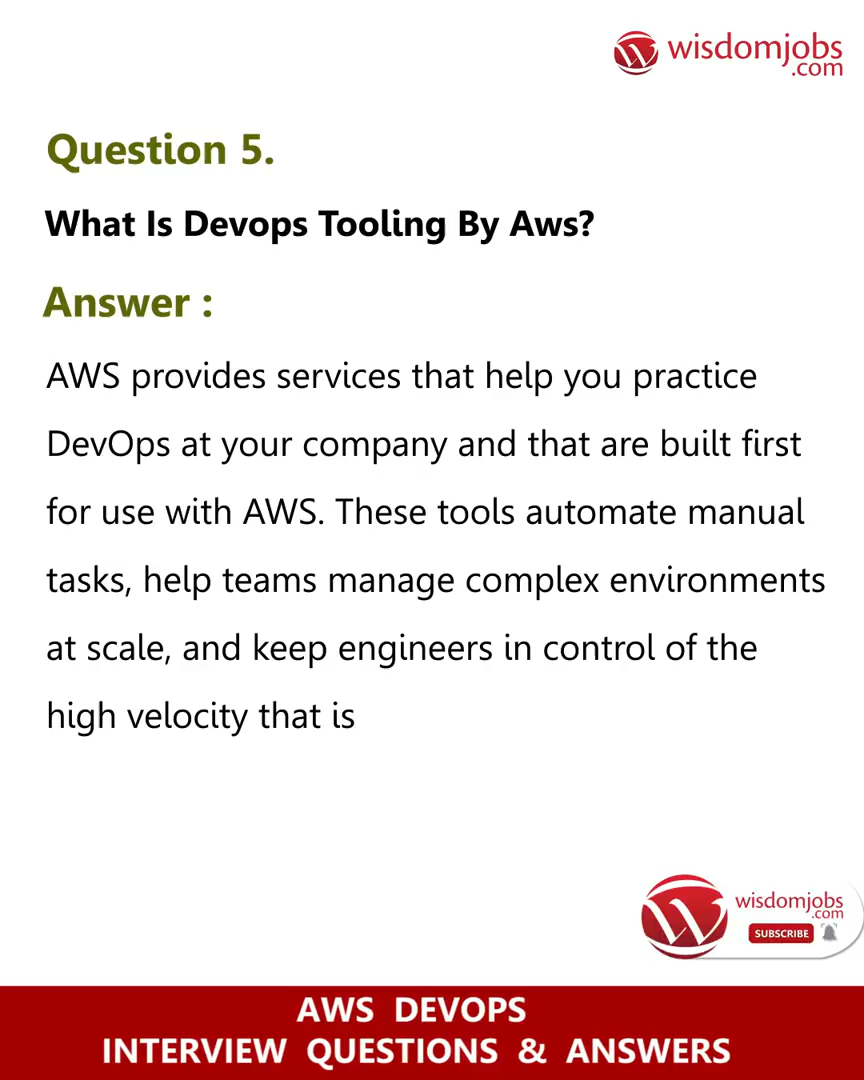 wisdomjobs
.com
Question 5.
What Is Devops Tooling By Aws?
Answer :
AWS provides services that help you practice
DevOps at your company and that are built first
for use with AWS. These tools automate manual
tasks, help teams manage complex environments
at scale, and keep engineers in control of the
high velocity that is
wisdomjobs
.com
SUBSCRIBE
AWS DEVOPS
INTERVIEW QUESTIONS & ANSWERS